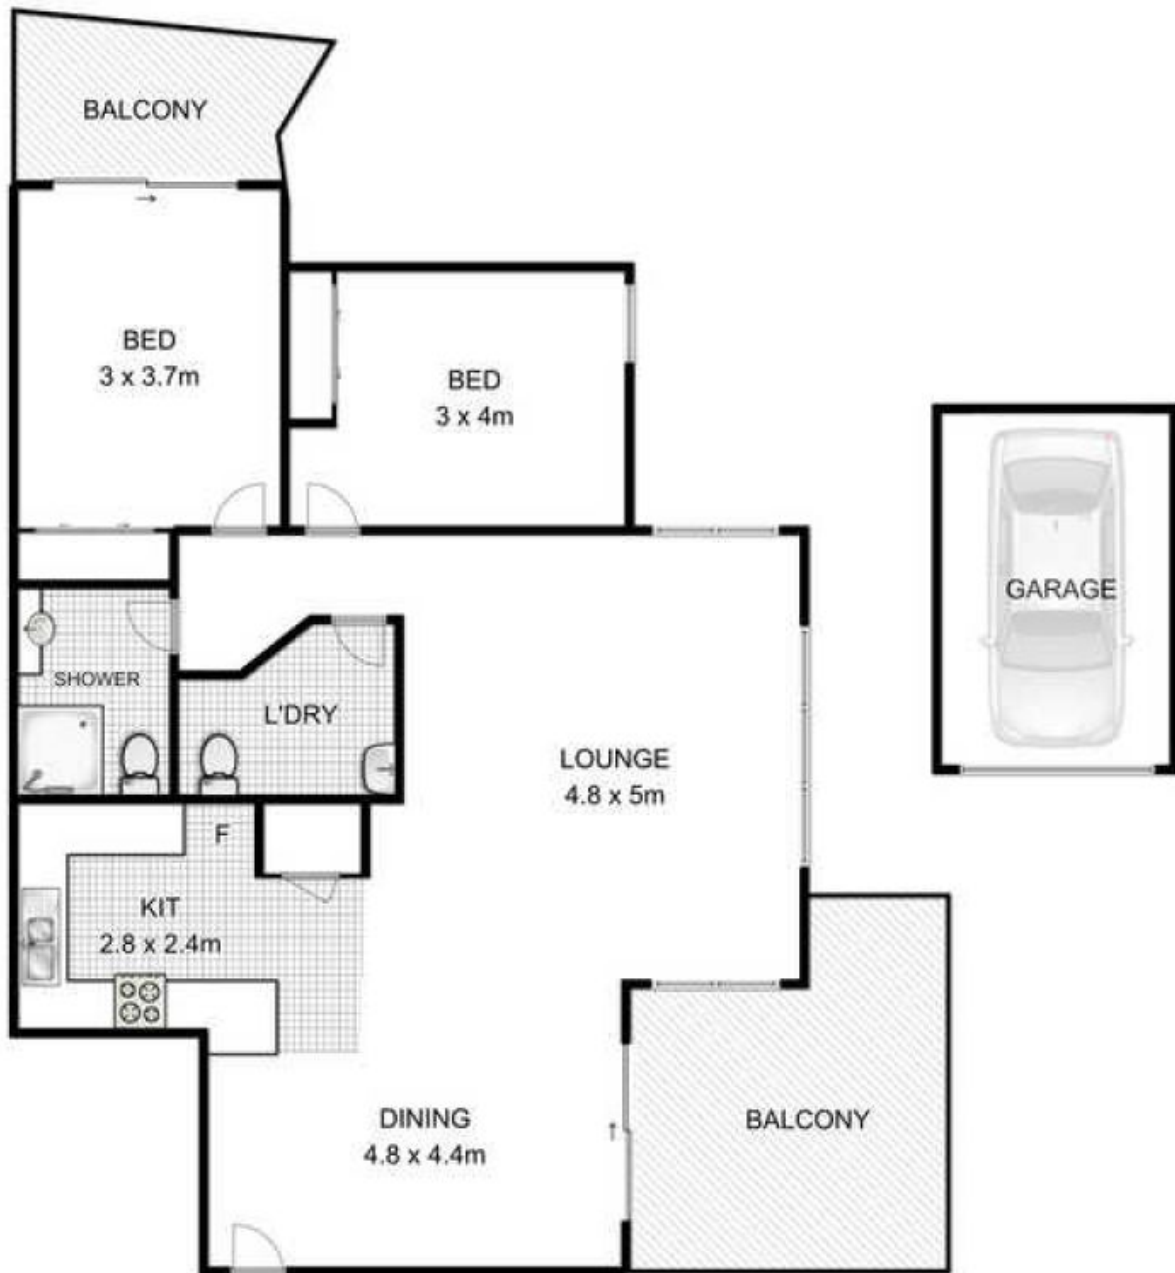 BALCONY
BED
3 x 3.7m
BED
3 x 4m
GARAGE
SHOWER
L'DRY
LOUNGE
4.8 x 5m
F
KIT
2.8 x 2.4m
DINING
4.8 x 4.4m
BALCONY